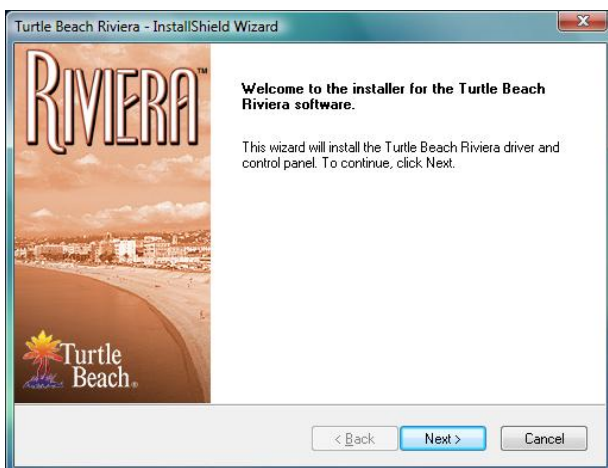 Turtle Beach Riviera - InstallShield Wizard
RIVIERA™
Welcome to the installer for the Turtle Beach
Riviera software.
This wizard will install the Turtle Beach Riviera driver and
control panel. To continue, click Next.
Turtle
Beach®
< Back
Next >
Cancel